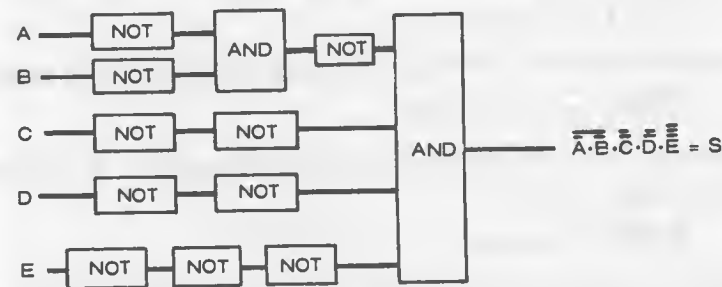 A NOT AND NOT
B NOT
C NOT NOT
AND A̿·B̿·C̿·D̿·E̿ = S
D NOT NOT
E NOT NOT NOT